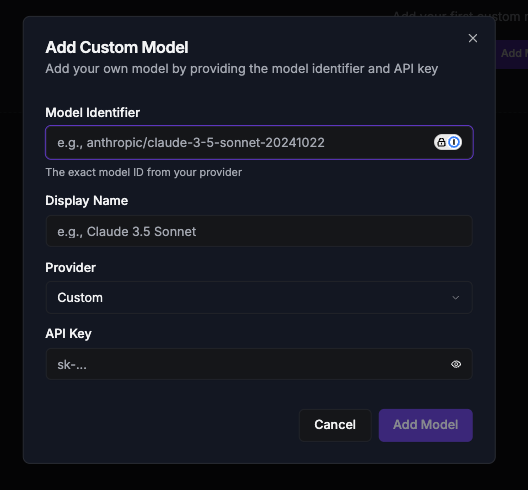 Add your first custom
Add Custom Model
Add your own model by providing the model identifier and API key
Add
Model Identifier
e.g., anthropic/claude-3-5-sonnet-20241022
The exact model ID from your provider
Display Name
e.g., Claude 3.5 Sonnet
Provider
Custom
API Key
sk-...
Cancel
Add Model